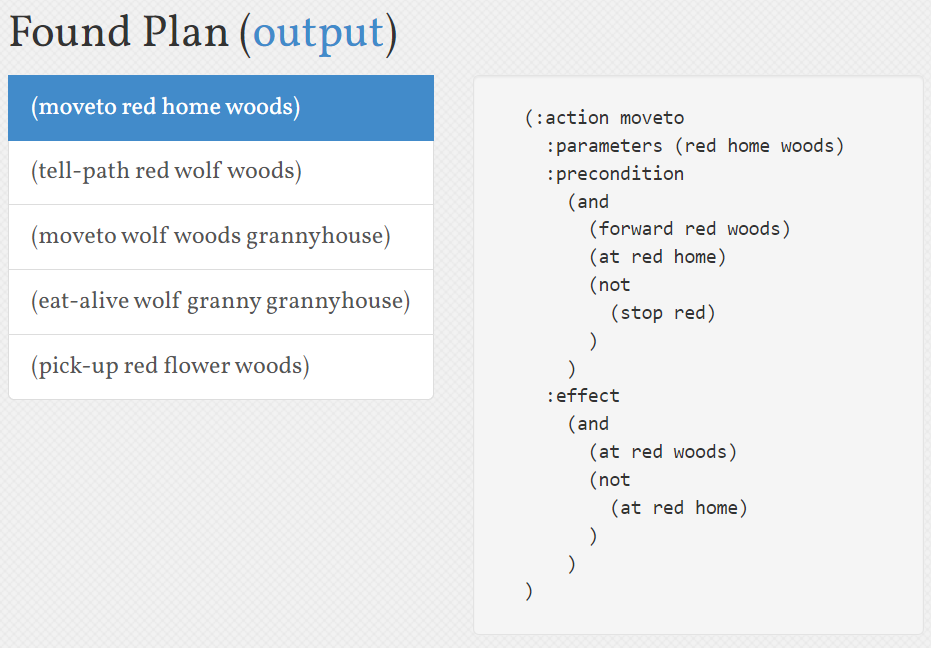 Found Plan (output)
(moveto red home woods)
(tell-path red wolf woods)
(moveto wolf woods grannyhouse)
(eat-alive wolf granny grannyhouse)
(pick-up red flower woods)
(:action moveto
  :parameters (red home woods)
  :precondition
    (and
      (forward red woods)
      (at red home)
      (not
        (stop red)
      )
    )
  :effect
    (and
      (at red woods)
      (not
        (at red home)
      )
    )
)